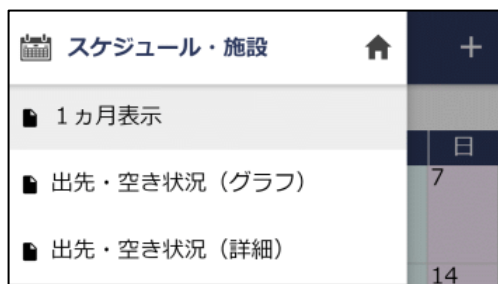 スケジュール・施設
+
1ヵ月表示
日
7
出先・空き状況（グラフ）
出先・空き状況（詳細）
14